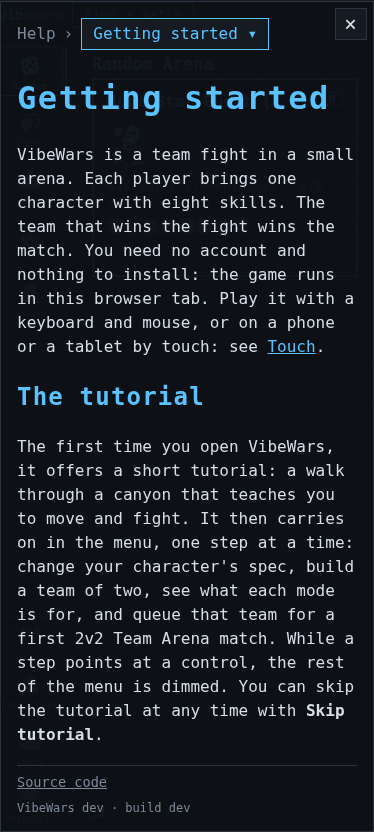 Help › Getting started ▾
×
Getting started
VibeWars is a team fight in a small
arena. Each player brings one
character with eight skills. The
team that wins the fight wins the
match. You need no account and
nothing to install: the game runs
in this browser tab. Play it with a
keyboard and mouse, or on a phone
or a tablet by touch: see Touch.
The tutorial
The first time you open VibeWars,
it offers a short tutorial: a walk
through a canyon that teaches you
to move and fight. It then carries
on in the menu, one step at a time:
change your character's spec, build
a team of two, see what each mode
is for, and queue that team for a
first 2v2 Team Arena match. While a
step points at a control, the rest
of the menu is dimmed. You can skip
the tutorial at any time with Skip
tutorial.
Source code
VibeWars dev · build dev
Random Arena